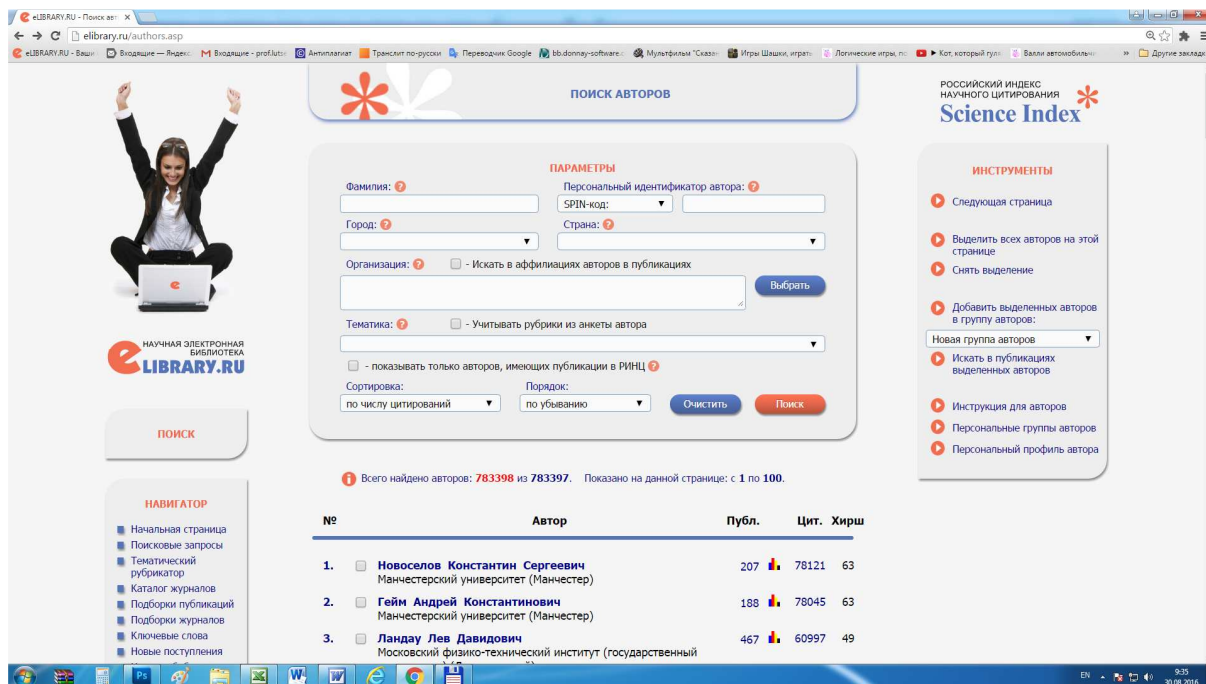 eLIBRARY.RU - Поиск авт
elibrary.ru/authors.asp
eLIBRARY.RU - Ваши
Входящие — Яндекс
Входящие - prof.luts
Антиплагиат
Транслит по-русски
Переводчик Google
bb.donnay-software.c
Мультфильм "Сказа
Игры Шашки, играть
Логические игры, по
Кот, который гуля
Валли автомобильчи
Другие закладк
ПОИСК АВТОРОВ
РОССИЙСКИЙ ИНДЕКС
НАУЧНОГО ЦИТИРОВАНИЯ
Science Index
НАУЧНАЯ ЭЛЕКТРОННАЯ
БИБЛИОТЕКА
eLIBRARY.RU
ПОИСК
НАВИГАТОР
Начальная страница
Поисковые запросы
Тематический
рубрикатор
Каталог журналов
Подборки публикаций
Подборки журналов
Ключевые слова
Новые поступления
ПАРАМЕТРЫ
Фамилия: ?
Персональный идентификатор автора: ?
SPIN-код:
Город: ?
Страна: ?
Организация: ?
- Искать в аффилиациях авторов в публикациях
Выбрать
Тематика: ?
- Учитывать рубрики из анкеты автора
- показывать только авторов, имеющих публикации в РИНЦ ?
Сортировка:
Порядок:
по числу цитирований
по убыванию
Очистить
Поиск
Всего найдено авторов: 783398 из 783397. Показано на данной странице: с 1 по 100.
№ Автор Публ. Цит. Хирш
1. Новоселов Константин Сергеевич 207 78121 63
Манчестерский университет (Манчестер)
2. Гейм Андрей Константинович 188 78045 63
Манчестерский университет (Манчестер)
3. Ландау Лев Давидович 467 60997 49
Московский физико-технический институт (государственный
ИНСТРУМЕНТЫ
Следующая страница
Выделить всех авторов на этой
странице
Снять выделение
Добавить выделенных авторов
в группу авторов:
Новая группа авторов
Искать в публикациях
выделенных авторов
Инструкция для авторов
Персональные группы авторов
Персональный профиль автора
EN
9:35
30.08.2016